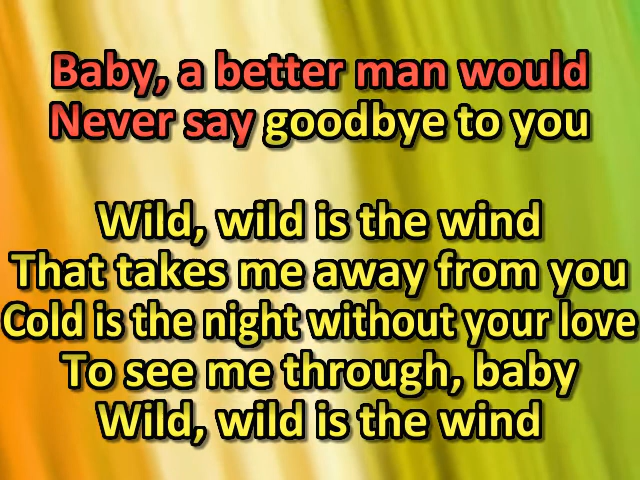 Baby, a better man would
Never say goodbye to you
Wild, wild is the wind
That takes me away from you
Cold is the night without your love
To see me through, baby
Wild, wild is the wind